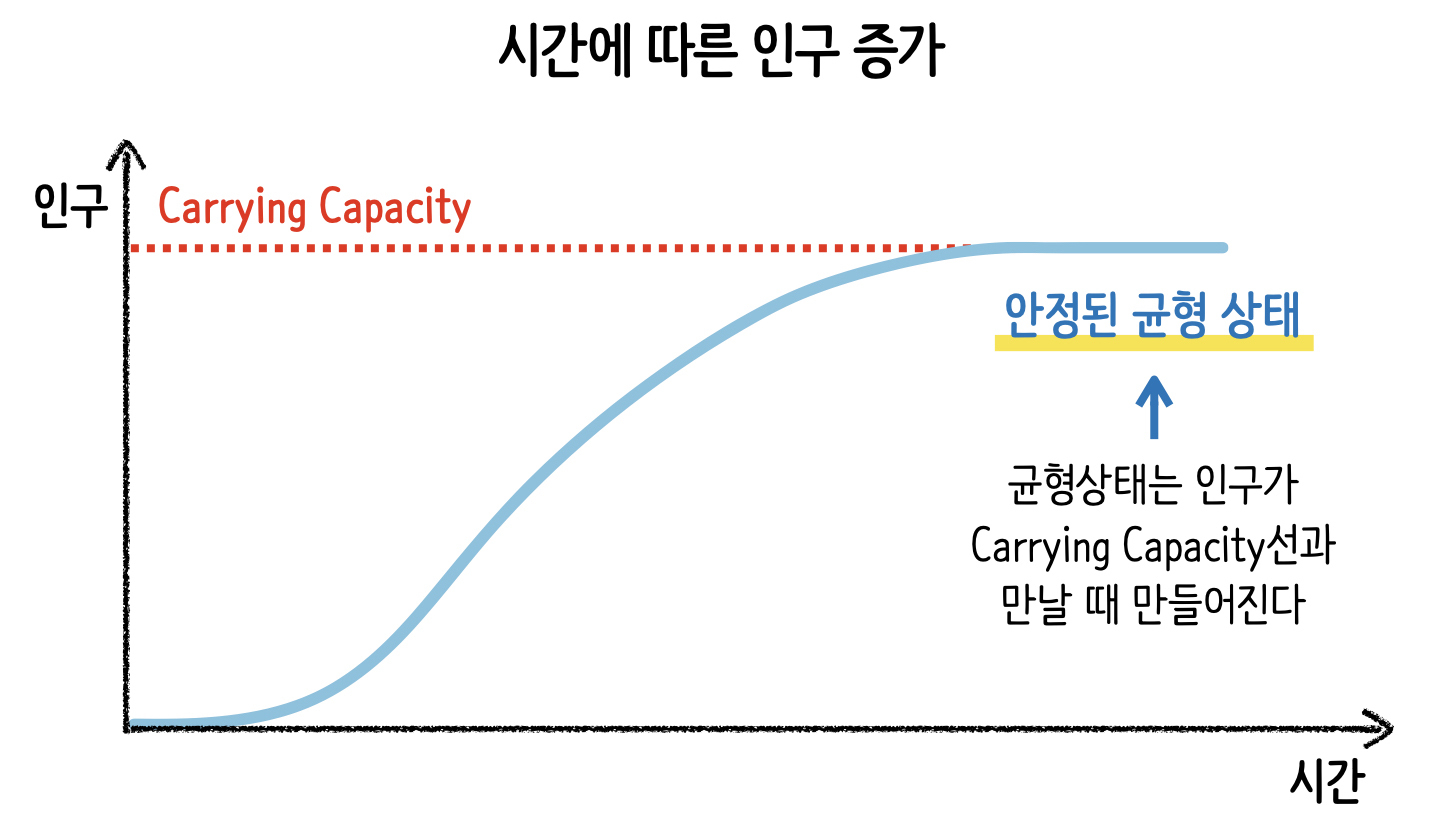 시간에 따른 인구 증가
인구
Carrying Capacity
안정된 균형 상태
균형상태는 인구가
Carrying Capacity선과
만날 때 만들어진다
시간